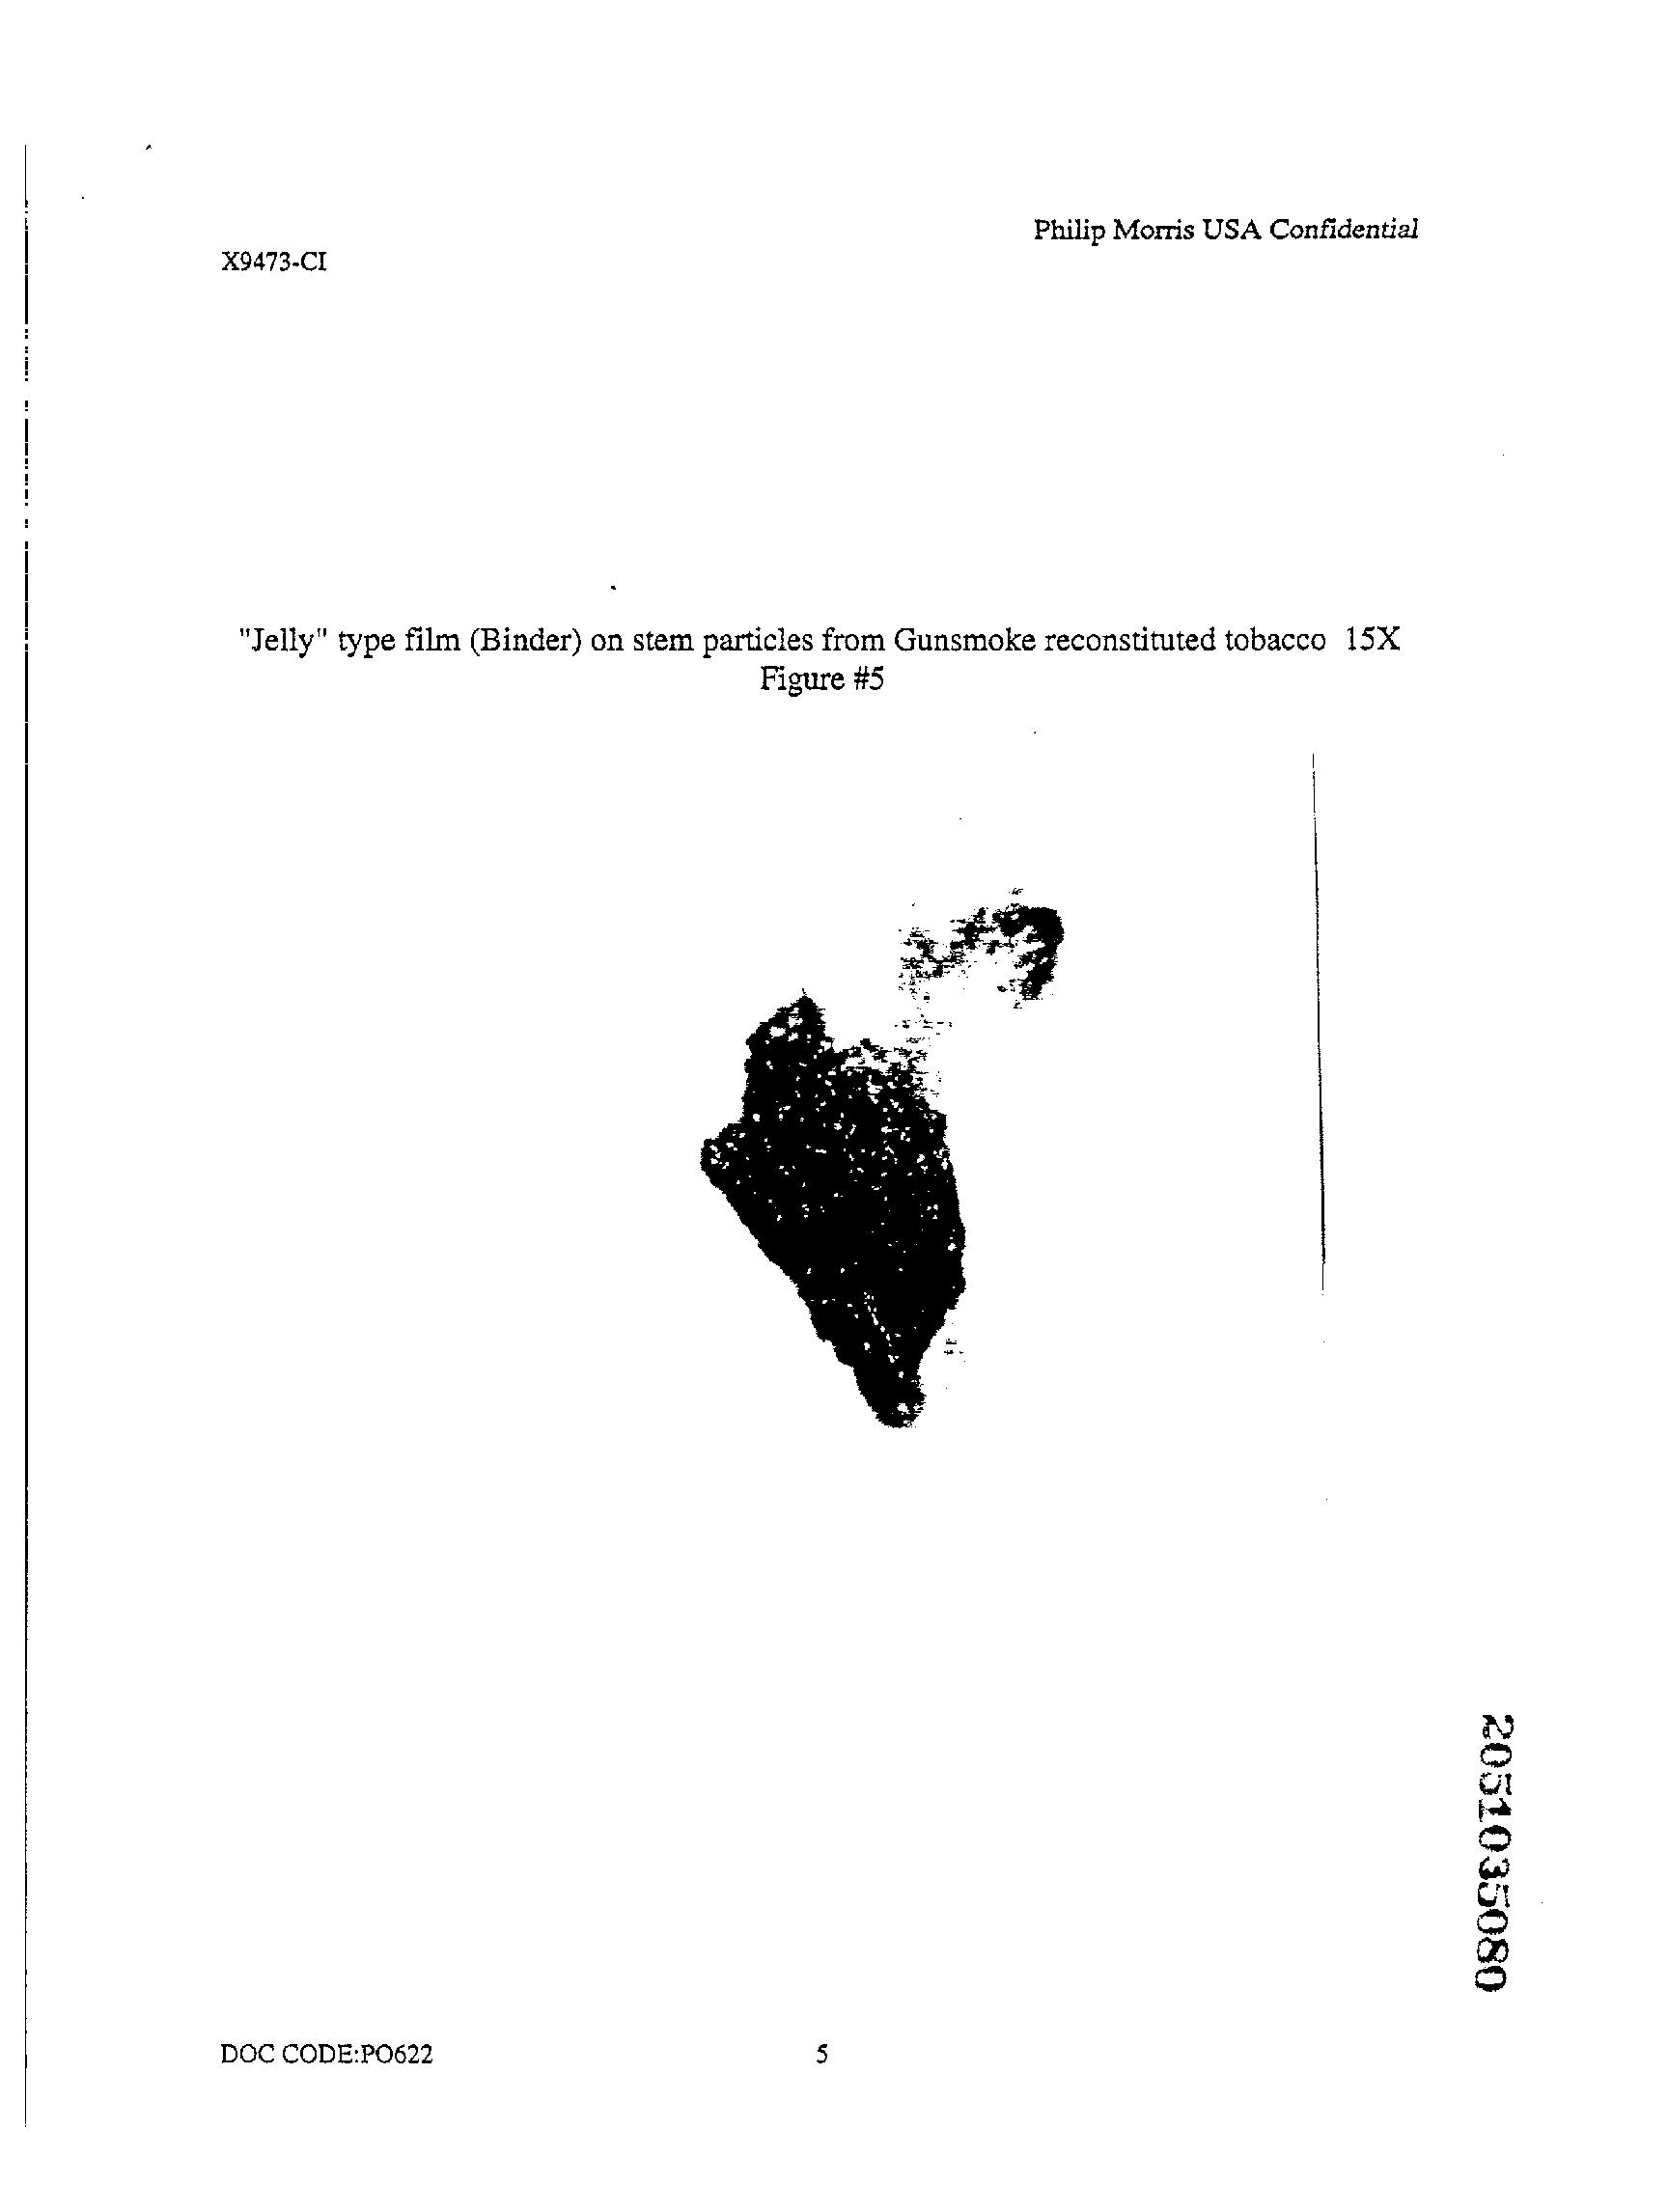 Philip Morris USA Confidential
X9473-CI
"Jelly" type film (Binder) on stem particles from Gunsmoke reconstituted tobacco 15X
Figure #5
2051035080
DOC CODE:PO622
5